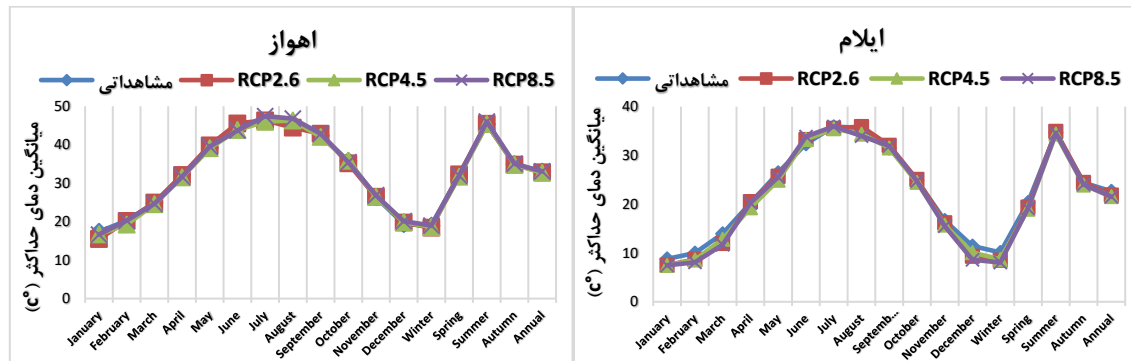 اهواز
مشاهداتی RCP2.6 RCP4.5 RCP8.5
میانگین دمای حداکثر (c°)
50
40
30
20
10
0
January
February
March
April
May
June
July
August
September
October
November
December
Winter
Spring
Summer
Autumn
Annual
ایلام
مشاهداتی RCP2.6 RCP4.5 RCP8.5
میانگین دمای حداکثر (c°)
40
30
20
10
0
January
February
March
April
May
June
July
August
Septemb...
October
November
December
Winter
Spring
Summer
Autumn
Annual